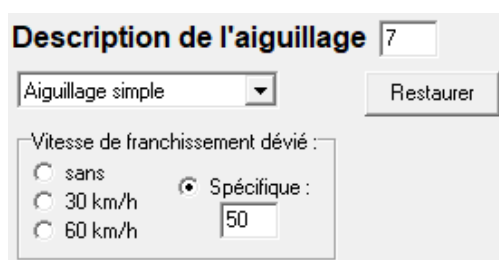 Description de l'aiguillage 7
Aiguillage simple
Restaurer
Vitesse de franchissement dévié :
sans
30 km/h
60 km/h
Spécifique :
50